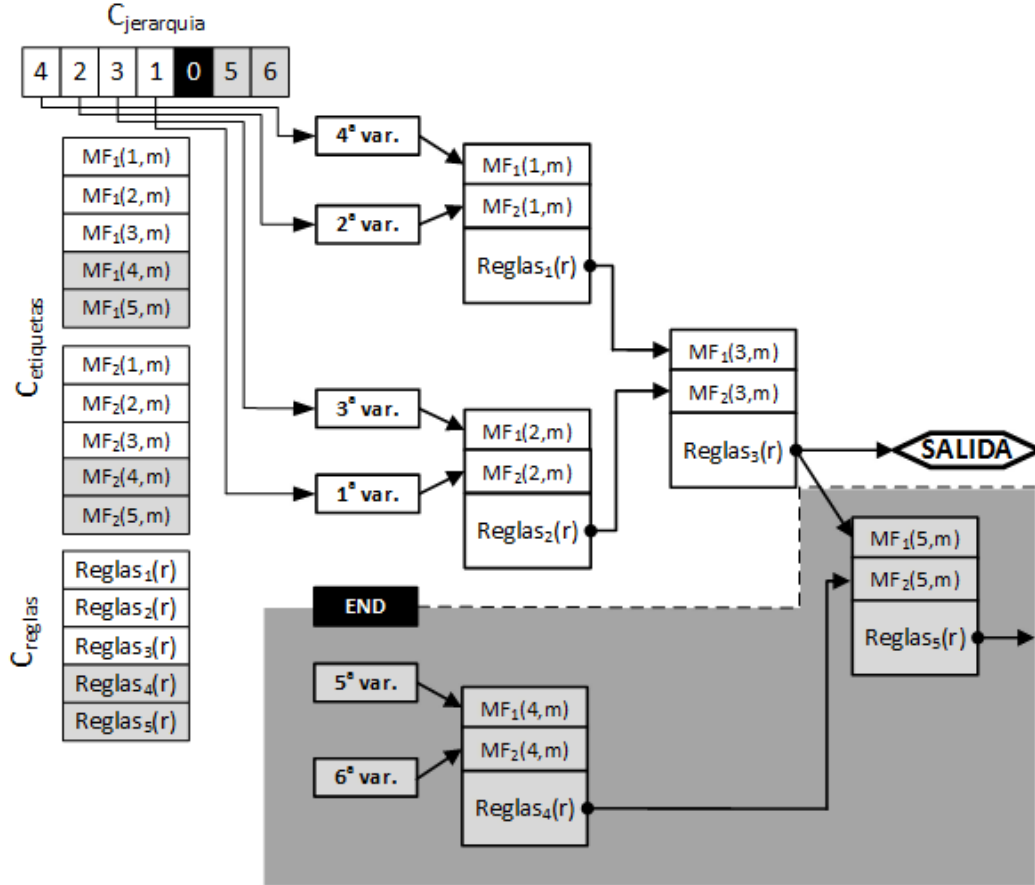 C_jerarquia
4 2 3 1 0 5 6
C_etiquetas
MF₁(1,m)
MF₁(2,m)
MF₁(3,m)
MF₁(4,m)
MF₁(5,m)
MF₂(1,m)
MF₂(2,m)
MF₂(3,m)
MF₂(4,m)
MF₂(5,m)
C_reglas
Reglas₁(r)
Reglas₂(r)
Reglas₃(r)
Reglas₄(r)
Reglas₅(r)
4ª var.
2ª var.
MF₁(1,m)
MF₂(1,m)
Reglas₁(r)
3ª var.
1ª var.
MF₁(2,m)
MF₂(2,m)
Reglas₂(r)
MF₁(3,m)
MF₂(3,m)
Reglas₃(r)
SALIDA
END
5ª var.
6ª var.
MF₁(4,m)
MF₂(4,m)
Reglas₄(r)
MF₁(5,m)
MF₂(5,m)
Reglas₅(r)